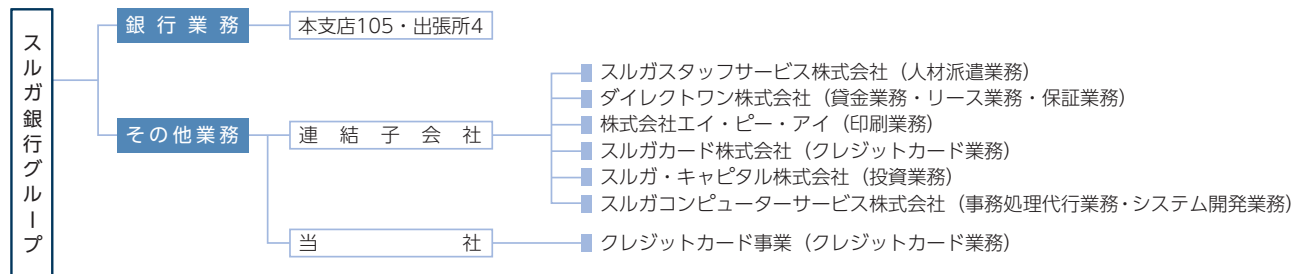 スルガ銀行グループ
銀行業務
本支店105・出張所4
その他業務
連結子会社
スルガスタッフサービス株式会社（人材派遣業務）
ダイレクトワン株式会社（貸金業務・リース業務・保証業務）
株式会社エイ・ピー・アイ（印刷業務）
スルガカード株式会社（クレジットカード業務）
スルガ・キャピタル株式会社（投資業務）
スルガコンピューターサービス株式会社（事務処理代行業務・システム開発業務）
当社
クレジットカード事業（クレジットカード業務）